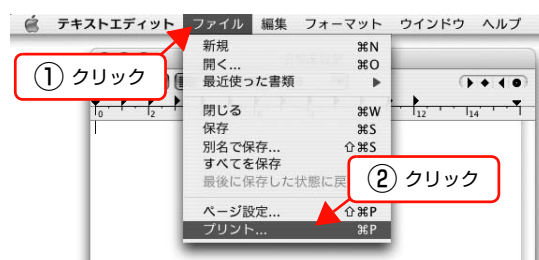 テキストエディット ファイル 編集 フォーマット ウインドウ ヘルプ
① クリック
新規 ⌘N
開く... ⌘O
最近使った書類 ▶
閉じる ⌘W
保存 ⌘S
別名で保存... ⇧⌘S
すべてを保存
最後に保存した状態に戻
② クリック
ページ設定... ⇧⌘P
プリント... ⌘P
0 2 12 14